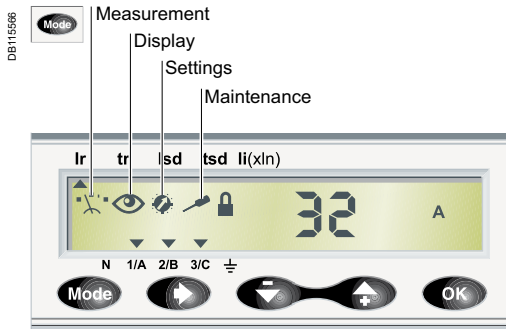 DB115566
Mode
Measurement
Display
Settings
Maintenance
Ir tr Isd tsd Ii(xIn)
32 A
N 1/A 2/B 3/C
Mode OK